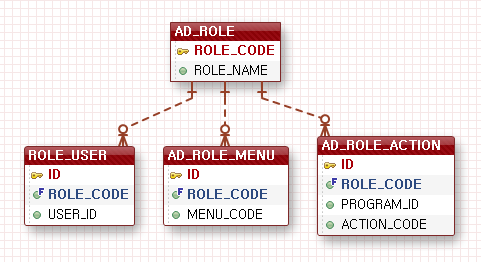 AD_ROLE
ROLE_CODE
ROLE_NAME
ROLE_USER
ID
ROLE_CODE
USER_ID
AD_ROLE_MENU
ID
ROLE_CODE
MENU_CODE
AD_ROLE_ACTION
ID
ROLE_CODE
PROGRAM_ID
ACTION_CODE